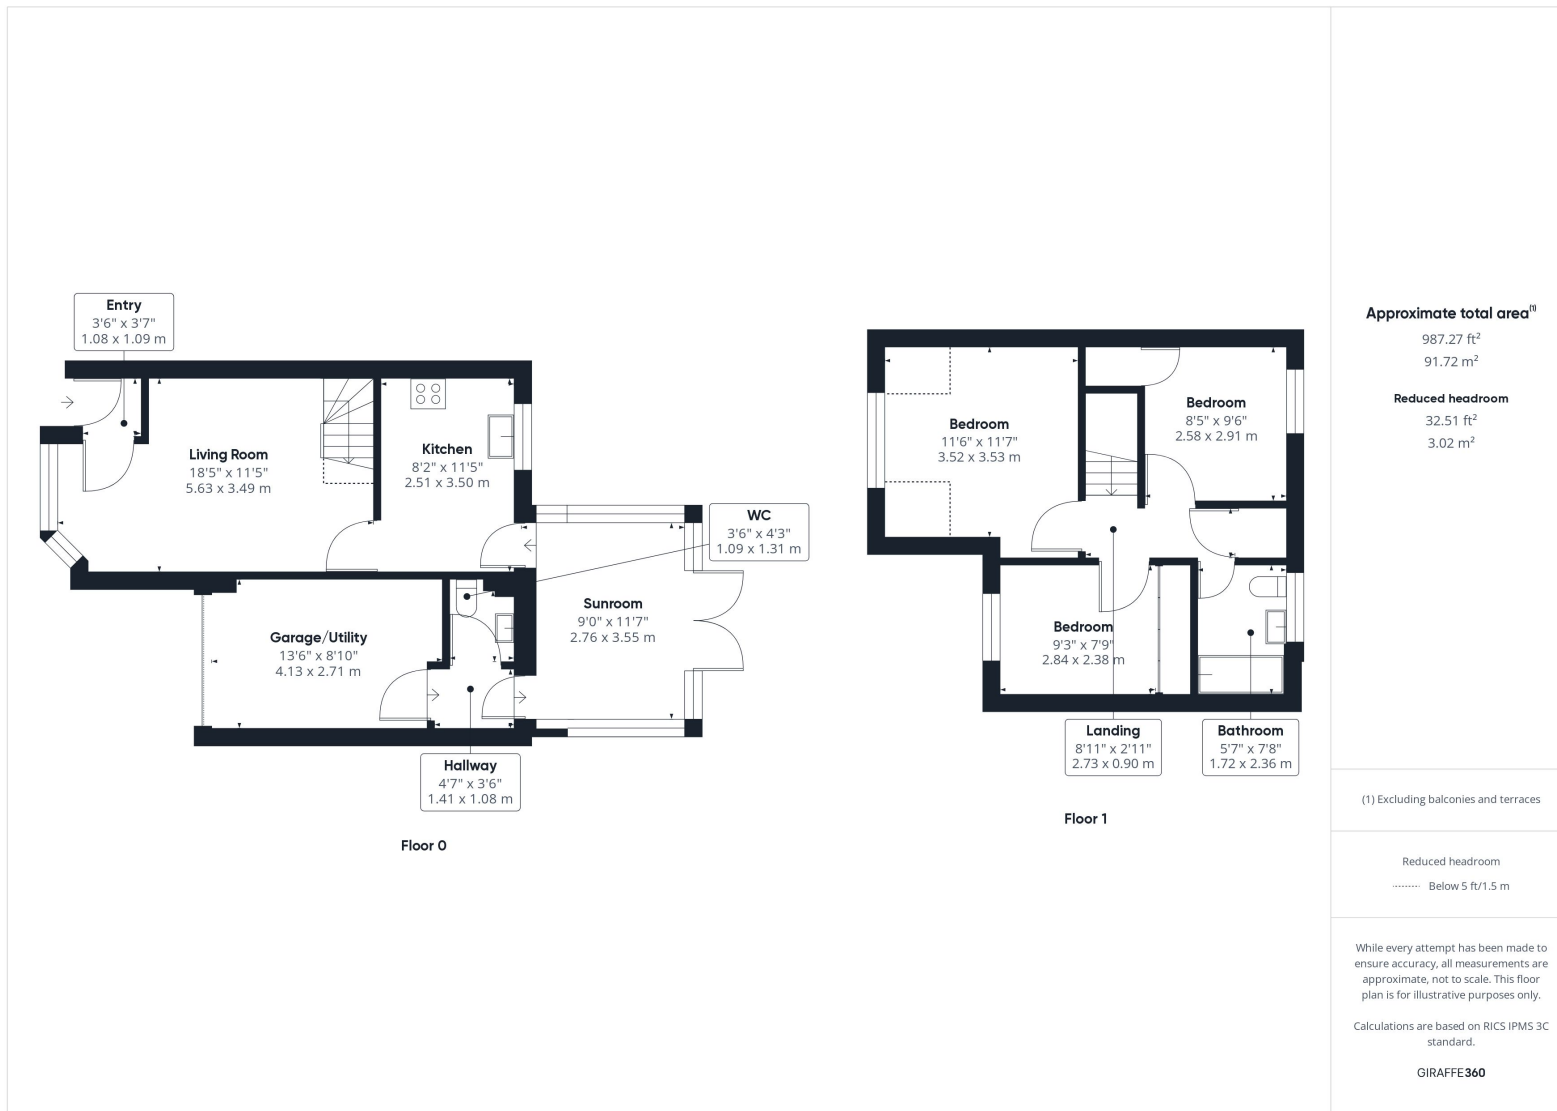 Entry
3'6" x 3'7"
1.08 x 1.09 m
Living Room
18'5" x 11'5"
5.63 x 3.49 m
Kitchen
8'2" x 11'5"
2.51 x 3.50 m
WC
3'6" x 4'3"
1.09 x 1.31 m
Sunroom
9'0" x 11'7"
2.76 x 3.55 m
Garage/Utility
13'6" x 8'10"
4.13 x 2.71 m
Hallway
4'7" x 3'6"
1.41 x 1.08 m
Floor 0
Bedroom
11'6" x 11'7"
3.52 x 3.53 m
Bedroom
8'5" x 9'6"
2.58 x 2.91 m
Bedroom
9'3" x 7'9"
2.84 x 2.38 m
Landing
8'11" x 2'11"
2.73 x 0.90 m
Bathroom
5'7" x 7'8"
1.72 x 2.36 m
Floor 1
Approximate total area(1)
987.27 ft²
91.72 m²
Reduced headroom
32.51 ft²
3.02 m²
(1) Excluding balconies and terraces
Reduced headroom
Below 5 ft/1.5 m
While every attempt has been made to
ensure accuracy, all measurements are
approximate, not to scale. This floor
plan is for illustrative purposes only.
Calculations are based on RICS IPMS 3C
standard.
GIRAFFE360